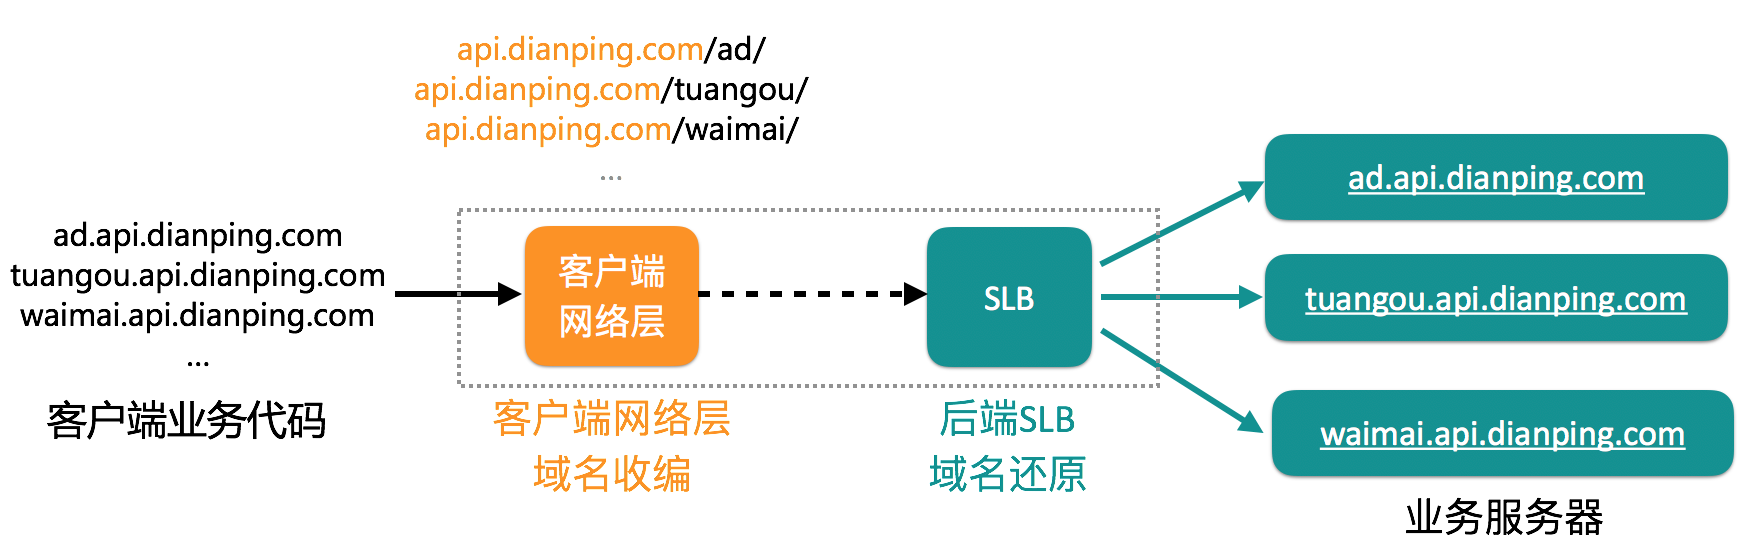 api.dianping.com/ad/
api.dianping.com/tuangou/
api.dianping.com/waimai/
...
ad.api.dianping.com
tuangou.api.dianping.com
waimai.api.dianping.com
...
客户端业务代码
客户端
网络层
客户端网络层
域名收编
SLB
后端SLB
域名还原
ad.api.dianping.com
tuangou.api.dianping.com
waimai.api.dianping.com
业务服务器